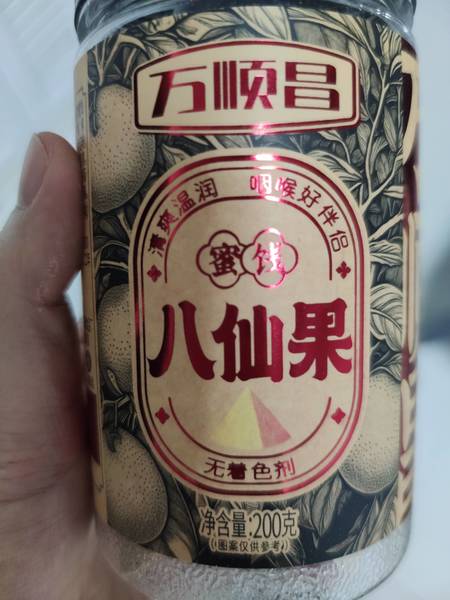 万顺昌
清爽温润 咽喉好伴侣
蜜饯
八仙果
无着色剂
净含量:200克
(图案仅供参考)